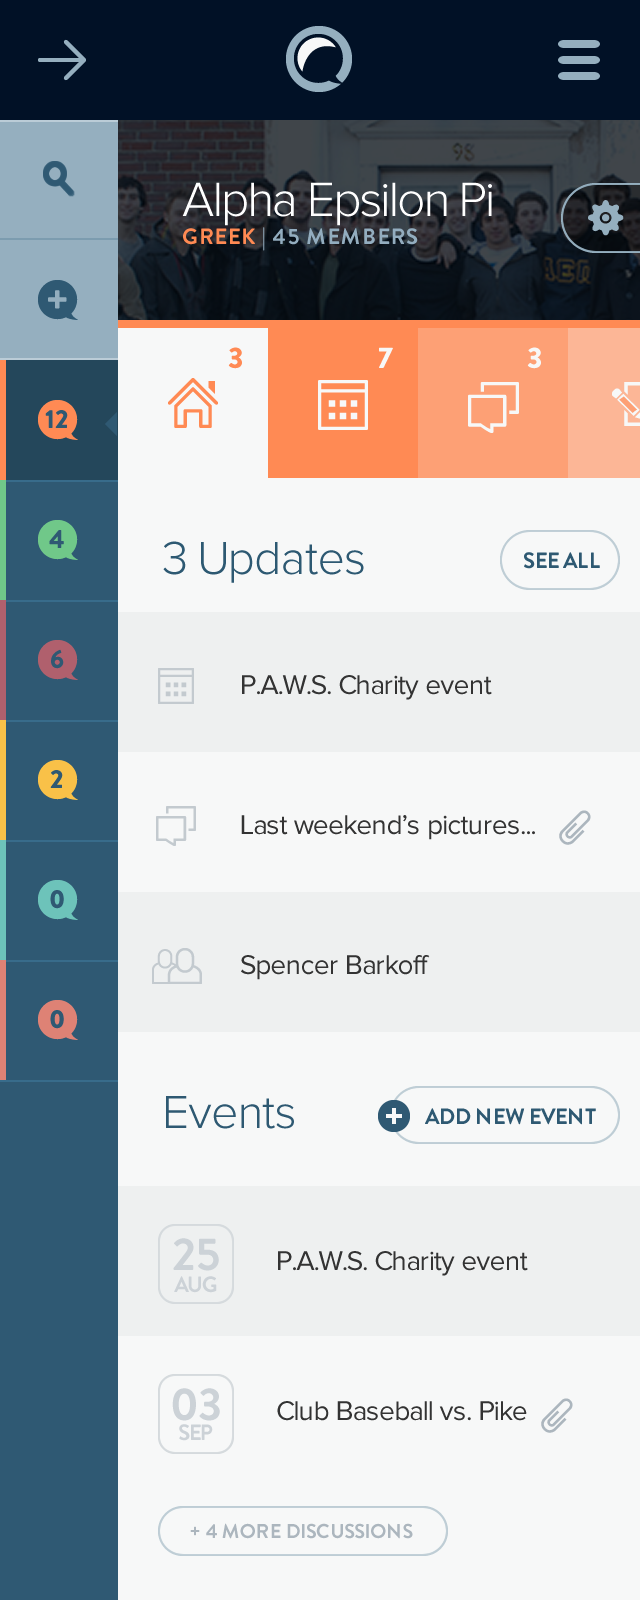 98
Alpha Epsilon Pi
GREEK | 45 MEMBERS
ΑΕΠ
3
7
3
12
4
6
2
0
0
3 Updates
SEE ALL
P.A.W.S. Charity event
Last weekend’s pictures...
Spencer Barkoff
Events
ADD NEW EVENT
25
AUG
P.A.W.S. Charity event
03
SEP
Club Baseball vs. Pike
+ 4 MORE DISCUSSIONS